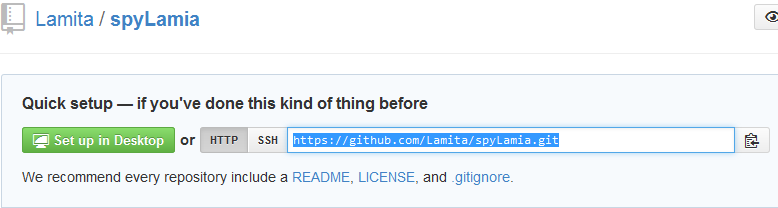 Lamita / spyLamia
Quick setup — if you've done this kind of thing before
Set up in Desktop or HTTP SSH https://github.com/Lamita/spyLamia.git
We recommend every repository include a README, LICENSE, and .gitignore.